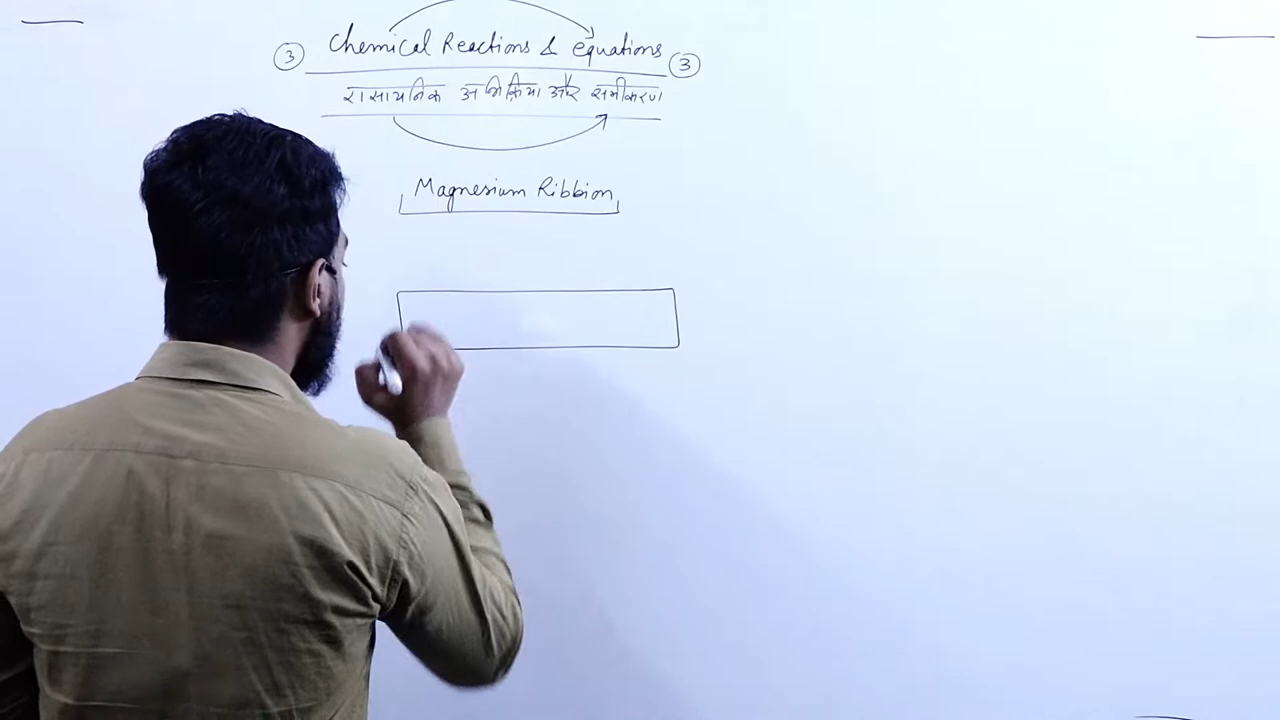 ③ Chemical Reactions & equations ③
रासायनिक अभिक्रिया और समीकरण
Magnesium Ribbion